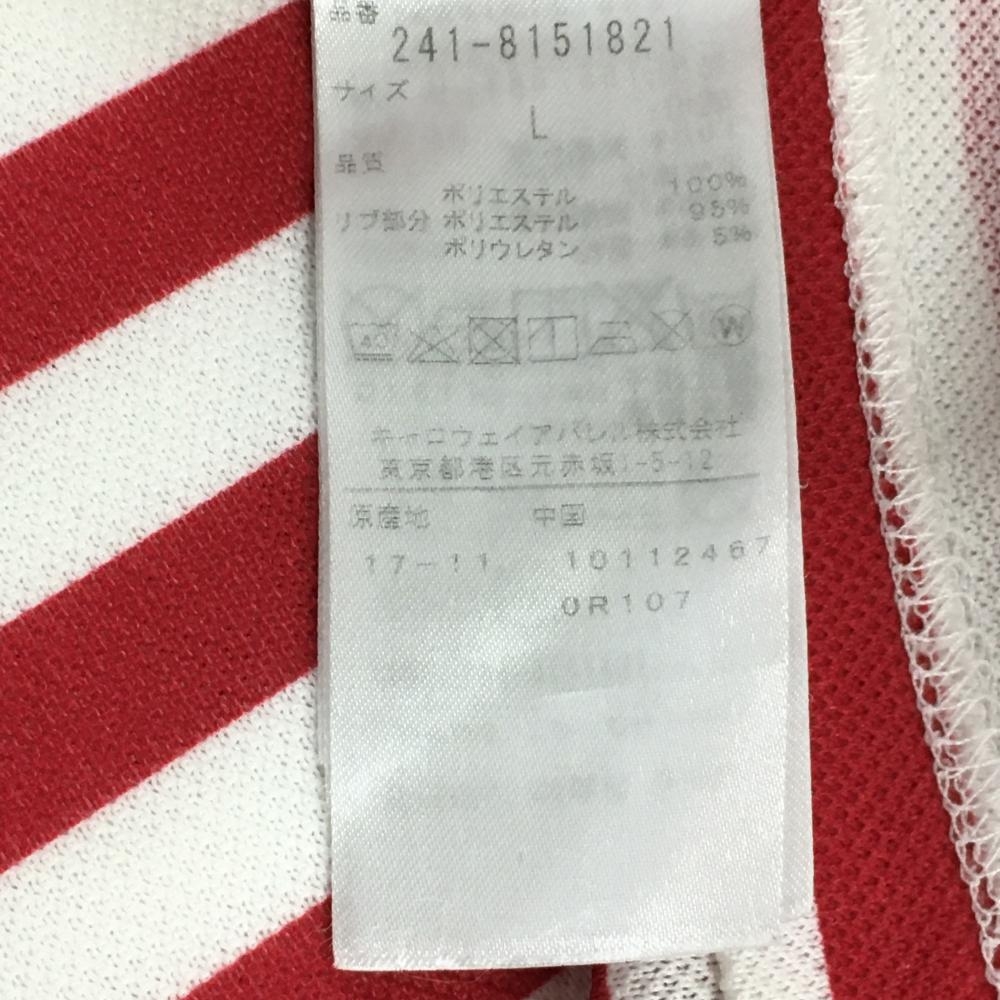 品番
241-8151821
サイズ
L
品質
ポリエステル 100%
リブ部分 ポリエステル 95%
ポリウレタン 5%
40
W
キャロウェイアパレル株式会社
東京都港区元赤坂1-5-12
原産地 中国
17-11 10112467
0R107